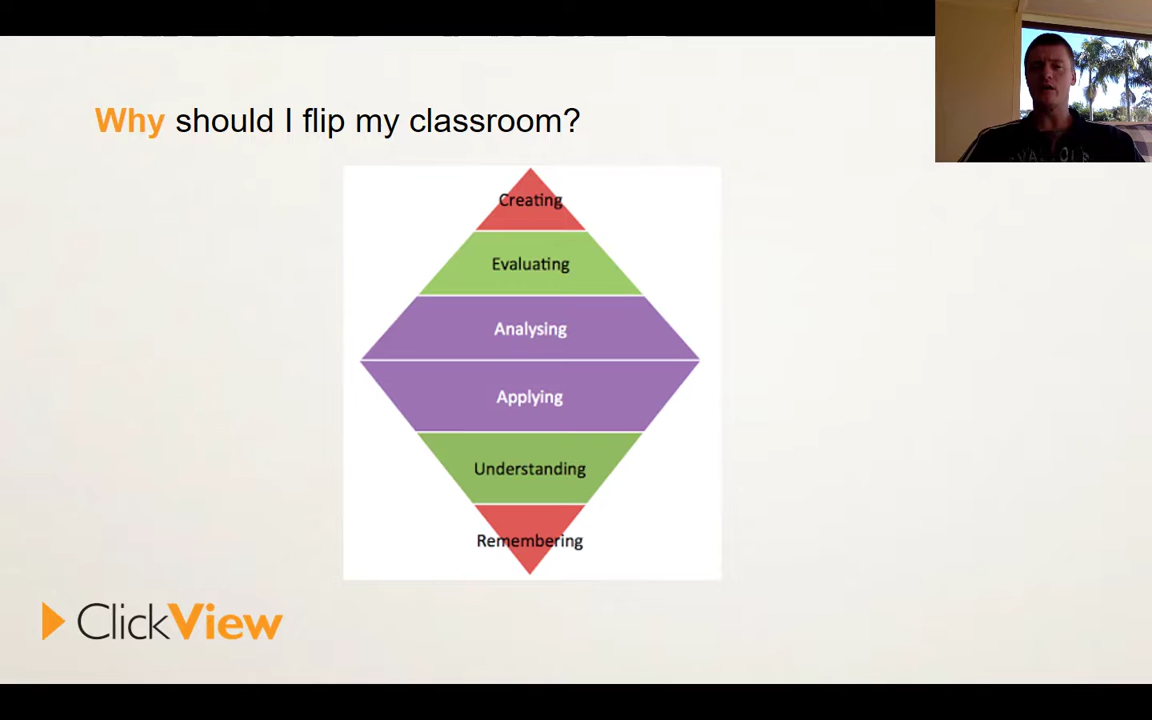 Why should I flip my classroom?
Creating
Evaluating
Analysing
Applying
Understanding
Remembering
ClickView